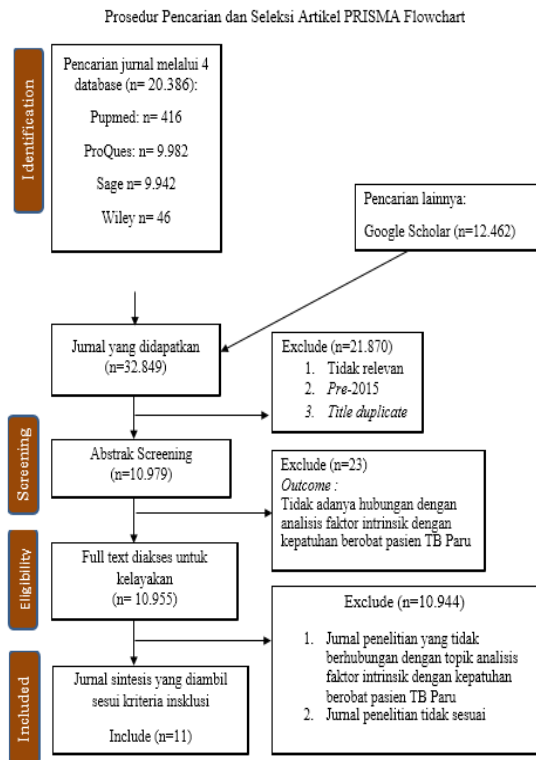 Prosedur Pencarian dan Seleksi Artikel PRISMA Flowchart
Identification
Pencarian jurnal melalui 4
database (n= 20.386):
Pupmed: n= 416
ProQues: n= 9.982
Sage n= 9.942
Wiley n= 46
Pencarian lainnya:
Google Scholar (n=12.462)
Jurnal yang didapatkan
(n=32.849)
Exclude (n=21.870)
1. Tidak relevan
2. Pre-2015
3. Title duplicate
Screening
Abstrak Screening
(n=10.979)
Exclude (n=23)
Outcome :
Tidak adanya hubungan dengan
analisis faktor intrinsik dengan
kepatuhan berobat pasien TB Paru
Eligibility
Full text diakses untuk
kelayakan
(n= 10.955)
Exclude (n=10.944)
1. Jurnal penelitian yang tidak
berhubungan dengan topik analisis
faktor intrinsik dengan kepatuhan
berobat pasien TB Paru
2. Jurnal penelitian tidak sesuai
Included
Jurnal sintesis yang diambil
sesui kriteria insklusi
Include (n=11)